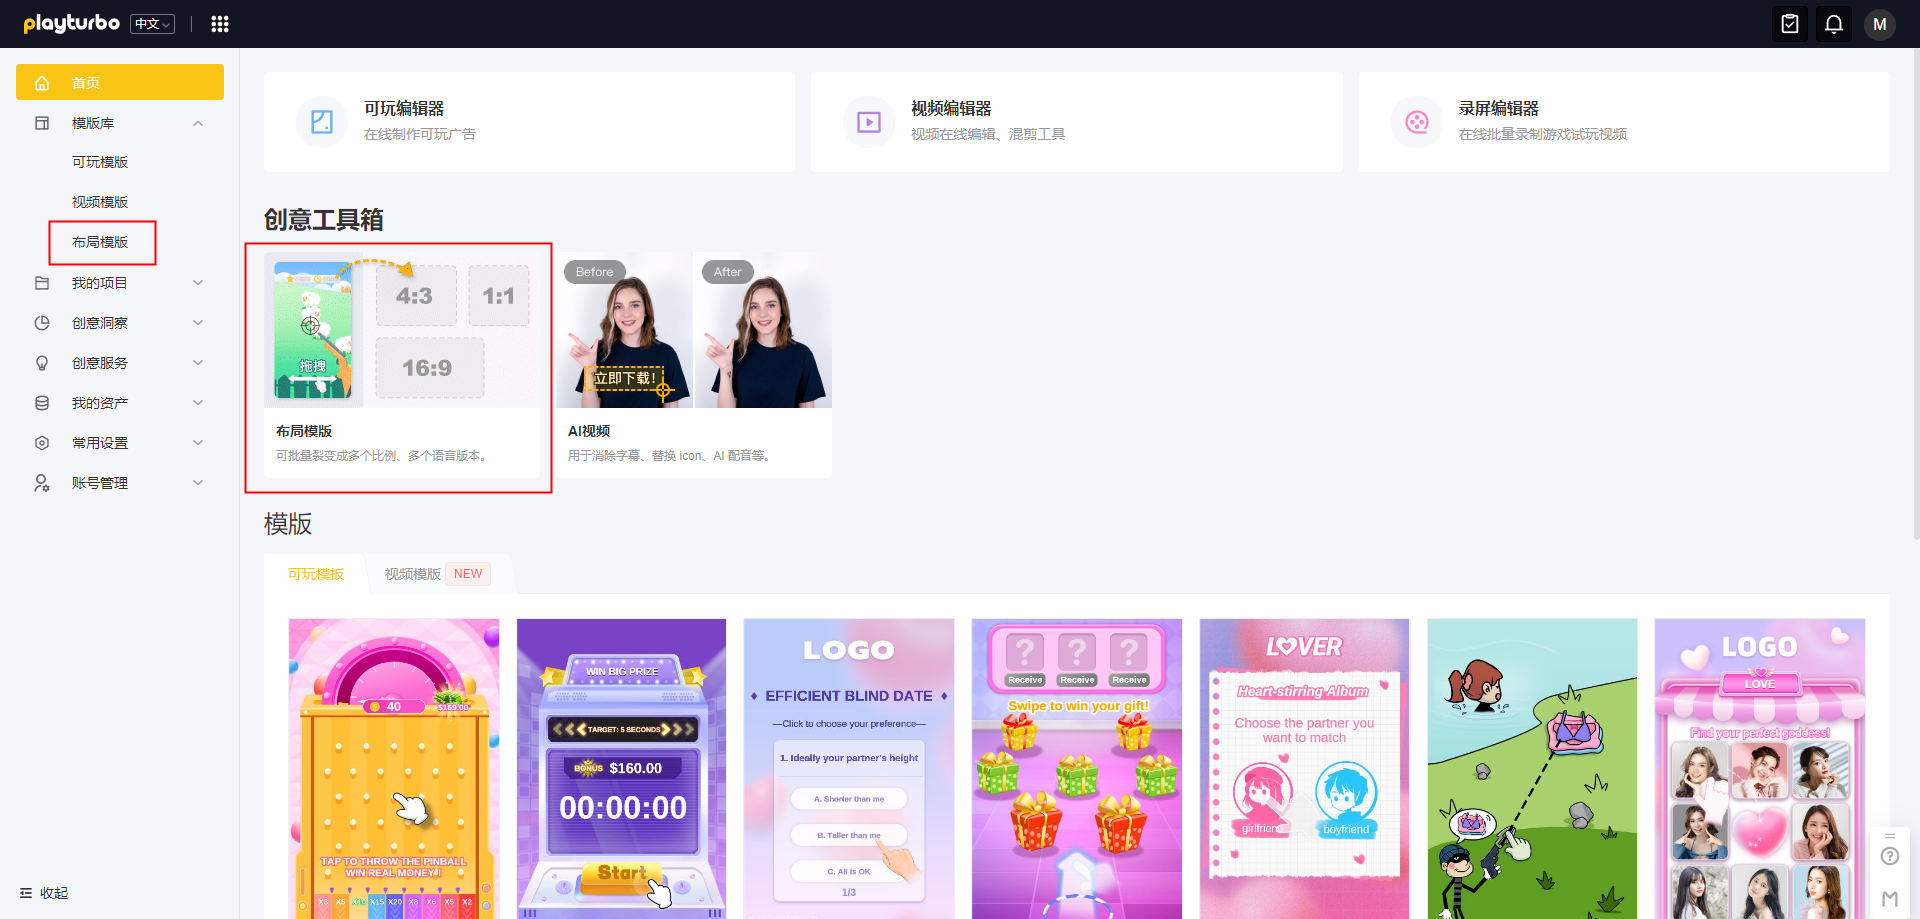 playturbo
中文
M
首页
模版库
可玩模版
视频模版
布局模版
我的项目
创意洞察
创意服务
我的资产
常用设置
账号管理
收起
可玩编辑器
在线制作可玩广告
视频编辑器
视频在线编辑、混剪工具
录屏编辑器
在线批量录制游戏试玩视频
创意工具箱
拖拽
4:3
1:1
16:9
布局模版
可批量裂变成多个比例、多个语言版本。
Before
After
立即下载!
AI视频
用于消除字幕、替换 icon、AI 配音等。
模版
可玩模板
视频模版 NEW
40
$169.00
TAP TO THROW THE PINBALL
WIN REAL MONEY !
X3 X5 X10 X15 X20 X8 X6 X5 X2
WIN BIG PRIZE
TARGET: 5 SECONDS
BONUS $160.00
00:00:00
Start
LOGO
EFFICIENT BLIND DATE
—Click to choose your preference—
1. Ideally your partner's height
A. Shorter than me
B. Taller than me
C. All is OK
1/3
? ? ?
Receive Receive Receive
Swipe to win your gift!
LOVER
Heart-stirring Album
Choose the partner you
want to match
girlfriend
boyfriend
LOGO
LOVE
Find your perfect goddess!